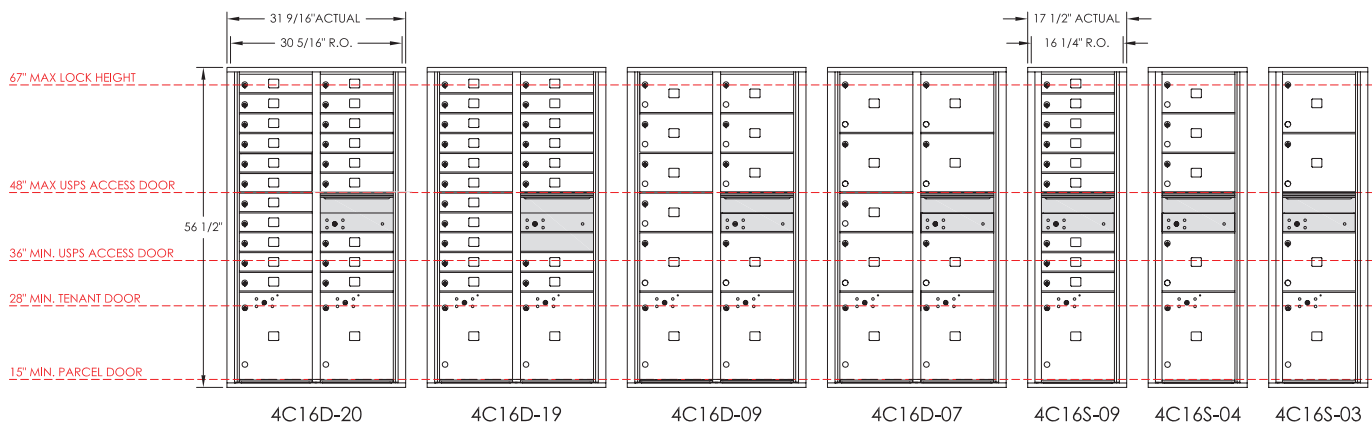 31 9/16"ACTUAL
17 1/2" ACTUAL
30 5/16" R.O.
16 1/4" R.O.
67" MAX LOCK HEIGHT
48" MAX USPS ACCESS DOOR
56 1/2"
36" MIN. USPS ACCESS DOOR
28" MIN. TENANT DOOR
15" MIN. PARCEL DOOR
4C16D-20
4C16D-19
4C16D-09
4C16D-07
4C16S-09
4C16S-04
4C16S-03